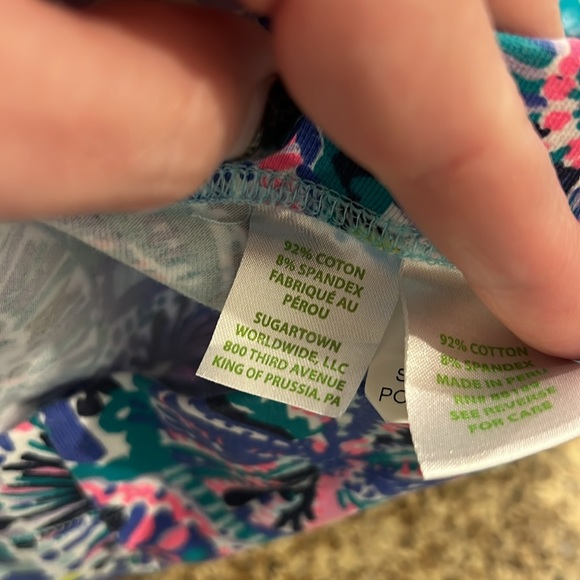 92% COTON
8% SPANDEX
FABRIQUÉ AU
PÉROU
SUGARTOWN
WORLDWIDE, LLC
800 THIRD AVENUE
KING OF PRUSSIA, PA
S
PO
92% COTTON
8% SPANDEX
MADE IN PERU
SEE REVERSE
FOR CARE